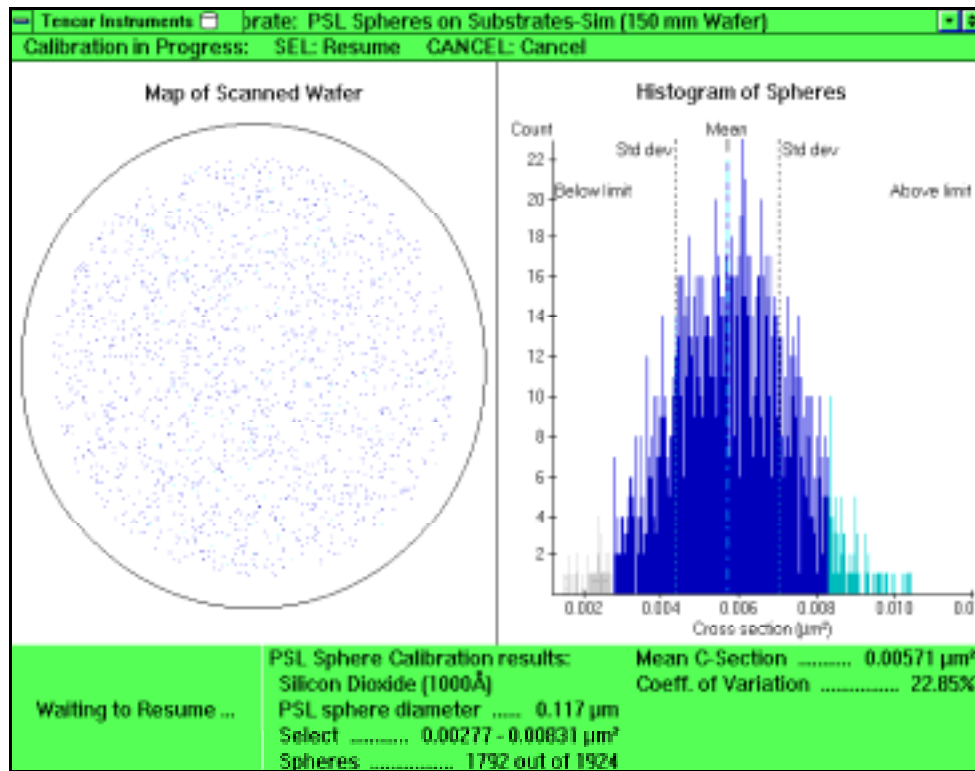 Tencor Instruments brate: PSL Spheres on Substrates-Sim (150 mm Wafer)
Calibration in Progress: SEL: Resume CANCEL: Cancel
Map of Scanned Wafer
Histogram of Spheres
Count
Mean
Std dev
Std dev
Below limit
Above limit
22
20
18
16
14
12
10
8
6
4
2
0.002 0.004 0.006 0.008 0.010 0.0
Cross section (µm²)
Waiting to Resume ...
PSL Sphere Calibration results:
Silicon Dioxide (1000Å)
PSL sphere diameter ..... 0.117 µm
Select .......... 0.00277 - 0.00831 µm²
Spheres .............. 1792 out of 1924
Mean C-Section .......... 0.00571 µm²
Coeff. of Variation .............. 22.85%